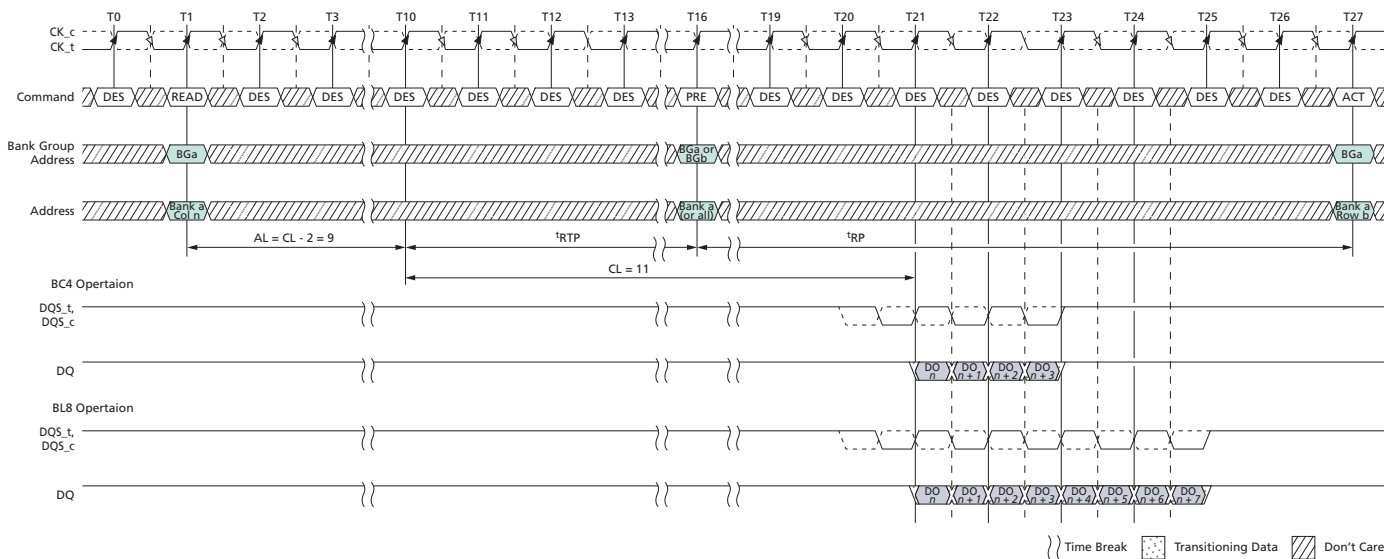 T0 T1 T2 T3 T10 T11 T12 T13 T16 T19 T20 T21 T22 T23 T24 T25 T26 T27
CK_c
CK_t
Command DES READ DES DES DES DES DES DES PRE DES DES DES DES DES DES DES DES ACT
Bank Group
Address
BGa
BGa or
BGb
BGa
Address
Bank a
Col n
Bank a
(or all)
Bank a
Row b
AL = CL - 2 = 9 tRTP tRP
CL = 11
BC4 Opertaion
DQS_t,
DQS_c
DQ
DO
n
DO
n + 1
DO
n + 2
DO
n + 3
BL8 Opertaion
DQS_t,
DQS_c
DQ
DO
n
DO
n + 1
DO
n + 2
DO
n + 3
DO
n + 4
DO
n + 5
DO
n + 6
DO
n + 7
Time Break Transitioning Data Don't Care